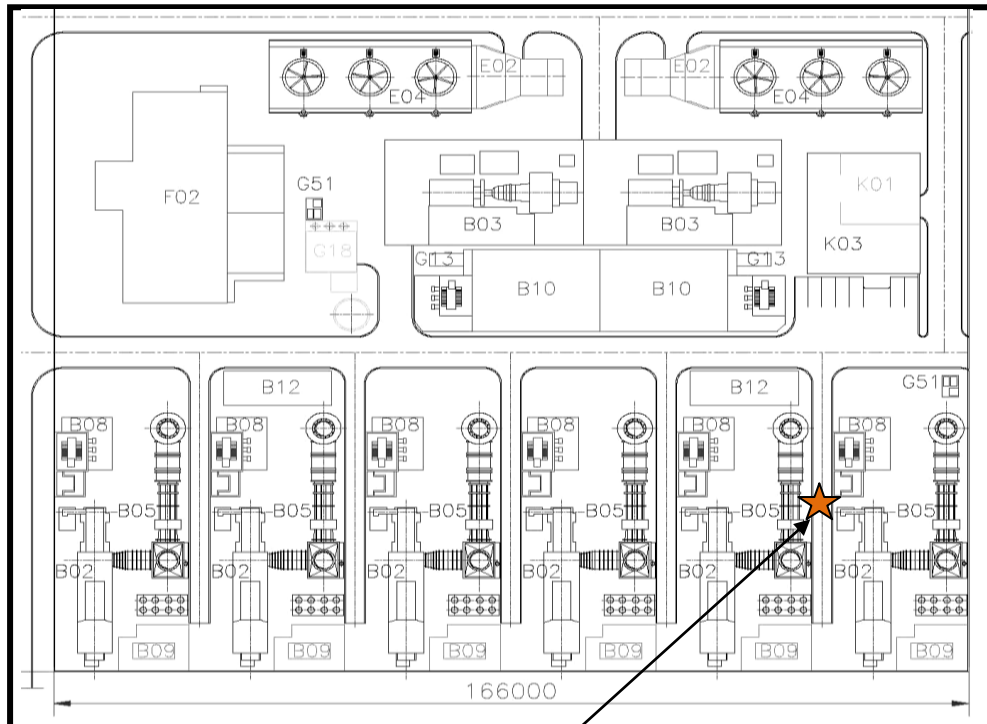 E02 E02
E04 E04
G51 K01
F02
B03 B03
G18 K03
G13 G13
B10 B10
B12 B12 G51
B08 B08 B08 B08 B08 B08
B05 B05 B05 B05 B05 B05
B02 B02 B02 B02 B02 B02
B09 B09 B09 B09 B09 B09
166000